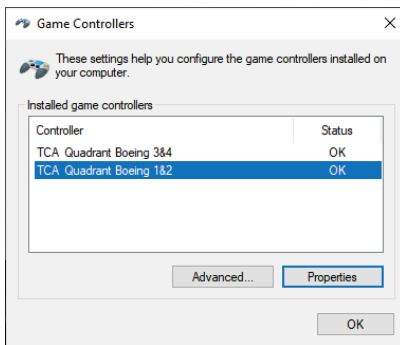 Game Controllers
These settings help you configure the game controllers installed on
your computer.
Installed game controllers
Controller Status
TCA Quadrant Boeing 3&4 OK
TCA Quadrant Boeing 1&2 OK
Advanced... Properties
OK